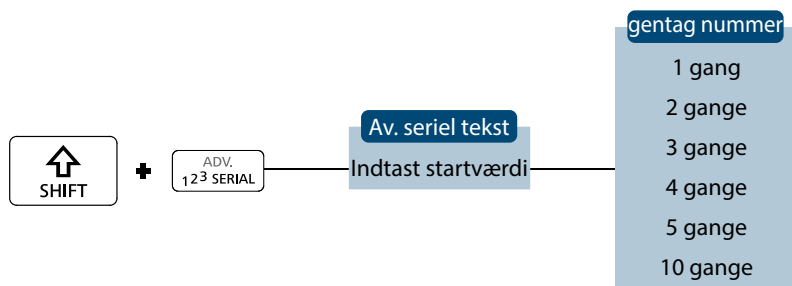 SHIFT
+
ADV.
123 SERIAL
Av. seriel tekst
Indtast startværdi
gentag nummer
1 gang
2 gange
3 gange
4 gange
5 gange
10 gange